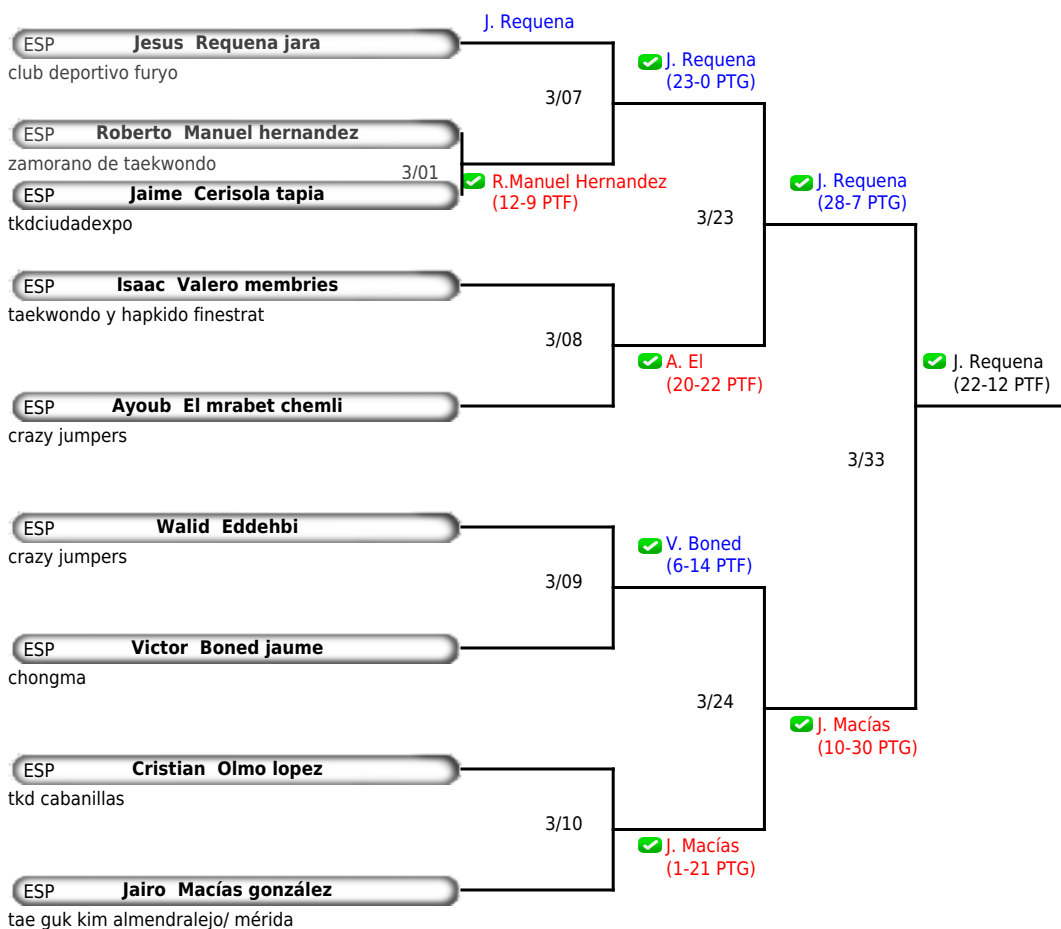 J. Requena
ESP Jesus Requena jara
club deportivo furyo
J. Requena
(23-0 PTG)
3/07
ESP Roberto Manuel hernandez
zamorano de taekwondo
3/01
R.Manuel Hernandez
(12-9 PTF)
ESP Jaime Cerisola tapia
tkdciudadexpo
J. Requena
(28-7 PTG)
3/23
ESP Isaac Valero membries
taekwondo y hapkido finestrat
3/08
A. El
(20-22 PTF)
J. Requena
(22-12 PTF)
ESP Ayoub El mrabet chemli
crazy jumpers
3/33
ESP Walid Eddehbi
crazy jumpers
V. Boned
(6-14 PTF)
3/09
ESP Victor Boned jaume
chongma
3/24
J. Macías
(10-30 PTG)
ESP Cristian Olmo lopez
tkd cabanillas
3/10
J. Macías
(1-21 PTG)
ESP Jairo Macías gonzález
tae guk kim almendralejo/ mérida